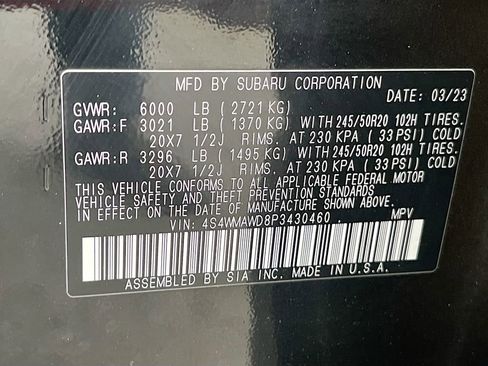 MFD BY SUBARU CORPORATION
DATE: 03/23
GVWR: 6000 LB (2721 KG)
GAWR:F 3021 LB (1370 KG) WITH 245/50R20 102H TIRES.
20X7 1/2J RIMS. AT 230 KPA (33 PSI) COLD
GAWR:R 3296 LB (1495 KG) WITH 245/50R20 102H TIRES.
20X7 1/2J RIMS. AT 230 KPA (33 PSI) COLD
THIS VEHICLE CONFORMS TO ALL APPLICABLE FEDERAL MOTOR
VEHICLE SAFETY AND THEFT PREVENTION STANDARDS
IN EFFECT ON THE DATE OF MANUFACTURE SHOWN ABOVE.
VIN: 4S4WMAWD8P3430460 MPV
ASSEMBLED BY SIA INC. MADE IN U.S.A.